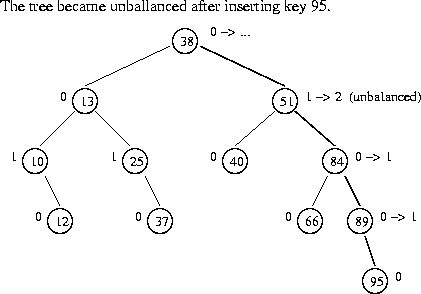 The tree became unballanced after inserting key 95.
38 0 -> ...
0 13 51 1 -> 2 (unbalanced)
1 10 1 25 0 40 84 0 -> 1
0 12 0 37 0 66 89 0 -> 1
95 0